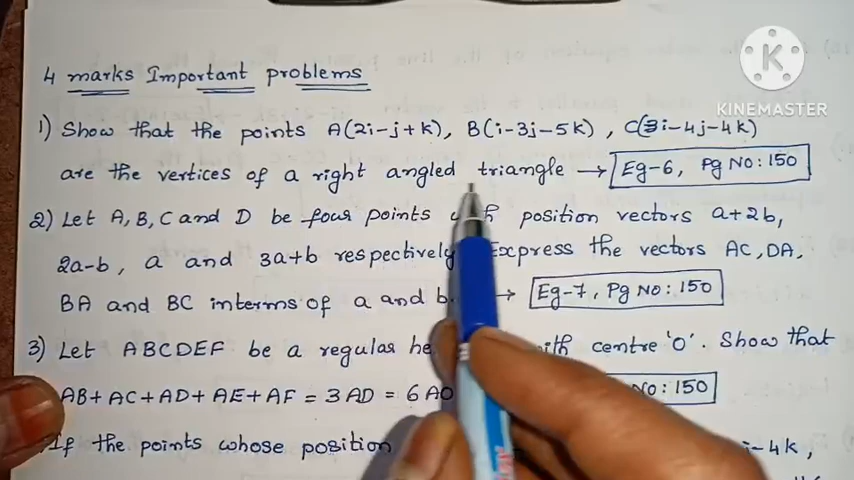 4 marks Important problems
KINEMASTER
1) Show that the points A(2i-j+k), B(i-3j-5k), C(3i-4j-4k)
are the vertices of a right angled triangle → Eg-6, Pg No: 150
2) Let A, B, C and D be four points with position vectors a+2b,
2a-b, a and 3a+b respectively. Express the vectors AC, DA,
BA and BC interms of a and b. → Eg-7, Pg No: 150
3) Let ABCDEF be a regular with centre 'O'. Show that
AB+AC+AD+AE+AF = 3AD = 6AO No: 150
If the points whose position i-4k,